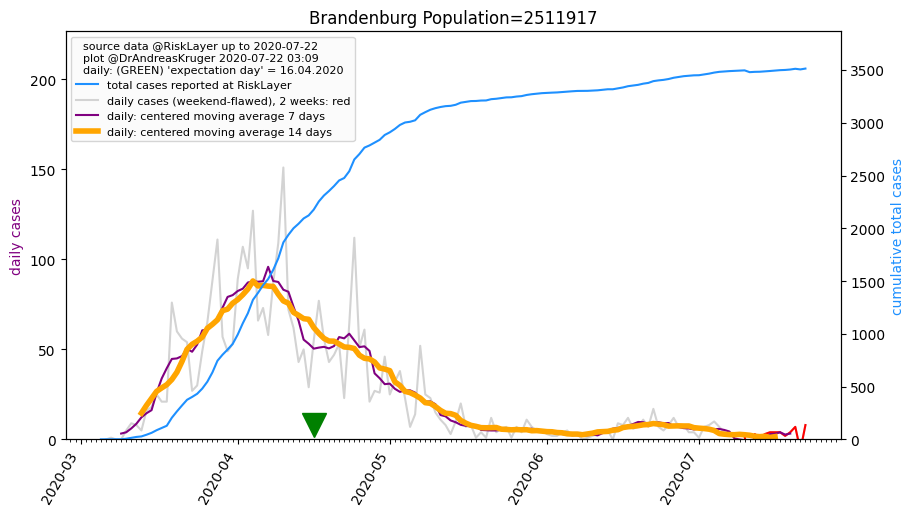 Brandenburg Population=2511917
source data @RiskLayer up to 2020-07-22
plot @DrAndreasKruger 2020-07-22 03:09
daily: (GREEN) 'expectation day' = 16.04.2020
total cases reported at RiskLayer
daily cases (weekend-flawed), 2 weeks: red
daily: centered moving average 7 days
daily: centered moving average 14 days
daily cases
200
150
100
50
0
cumulative total cases
3500
3000
2500
2000
1500
1000
500
0
2020-03
2020-04
2020-05
2020-06
2020-07